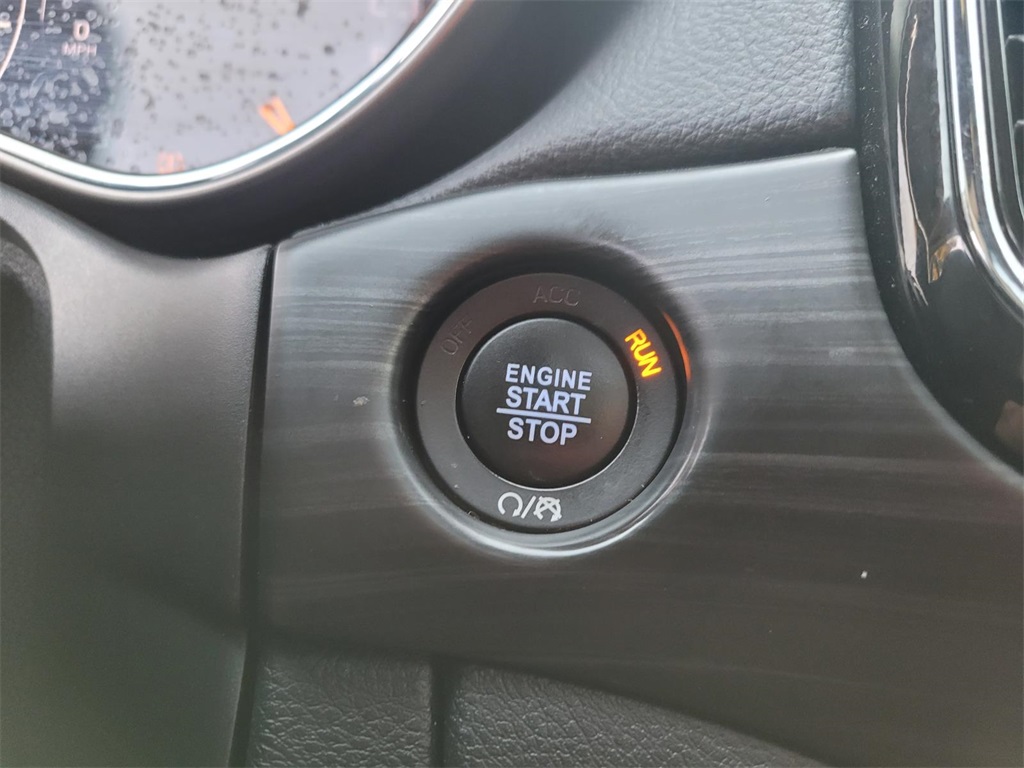 0
MPH
ACC
OFF
RUN
ENGINE
START
STOP